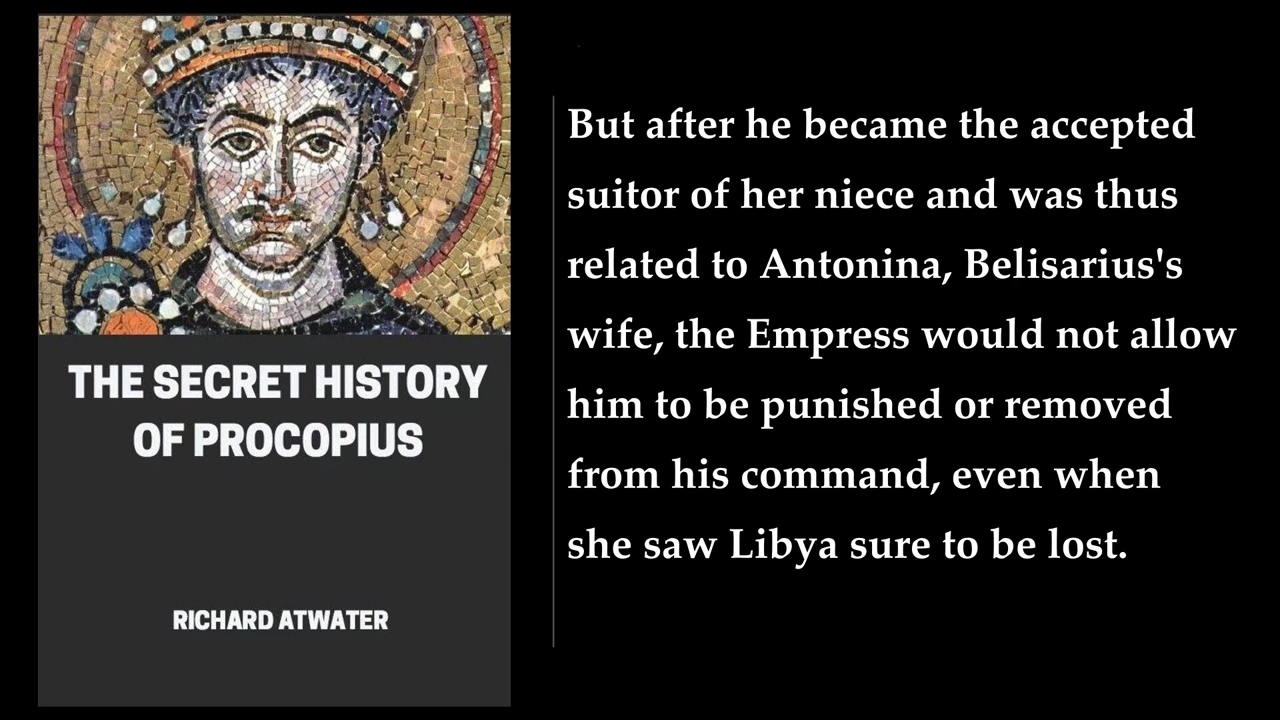 THE SECRET HISTORY
OF PROCOPIUS
RICHARD ATWATER
But after he became the accepted
suitor of her niece and was thus
related to Antonina, Belisarius's
wife, the Empress would not allow
him to be punished or removed
from his command, even when
she saw Libya sure to be lost.